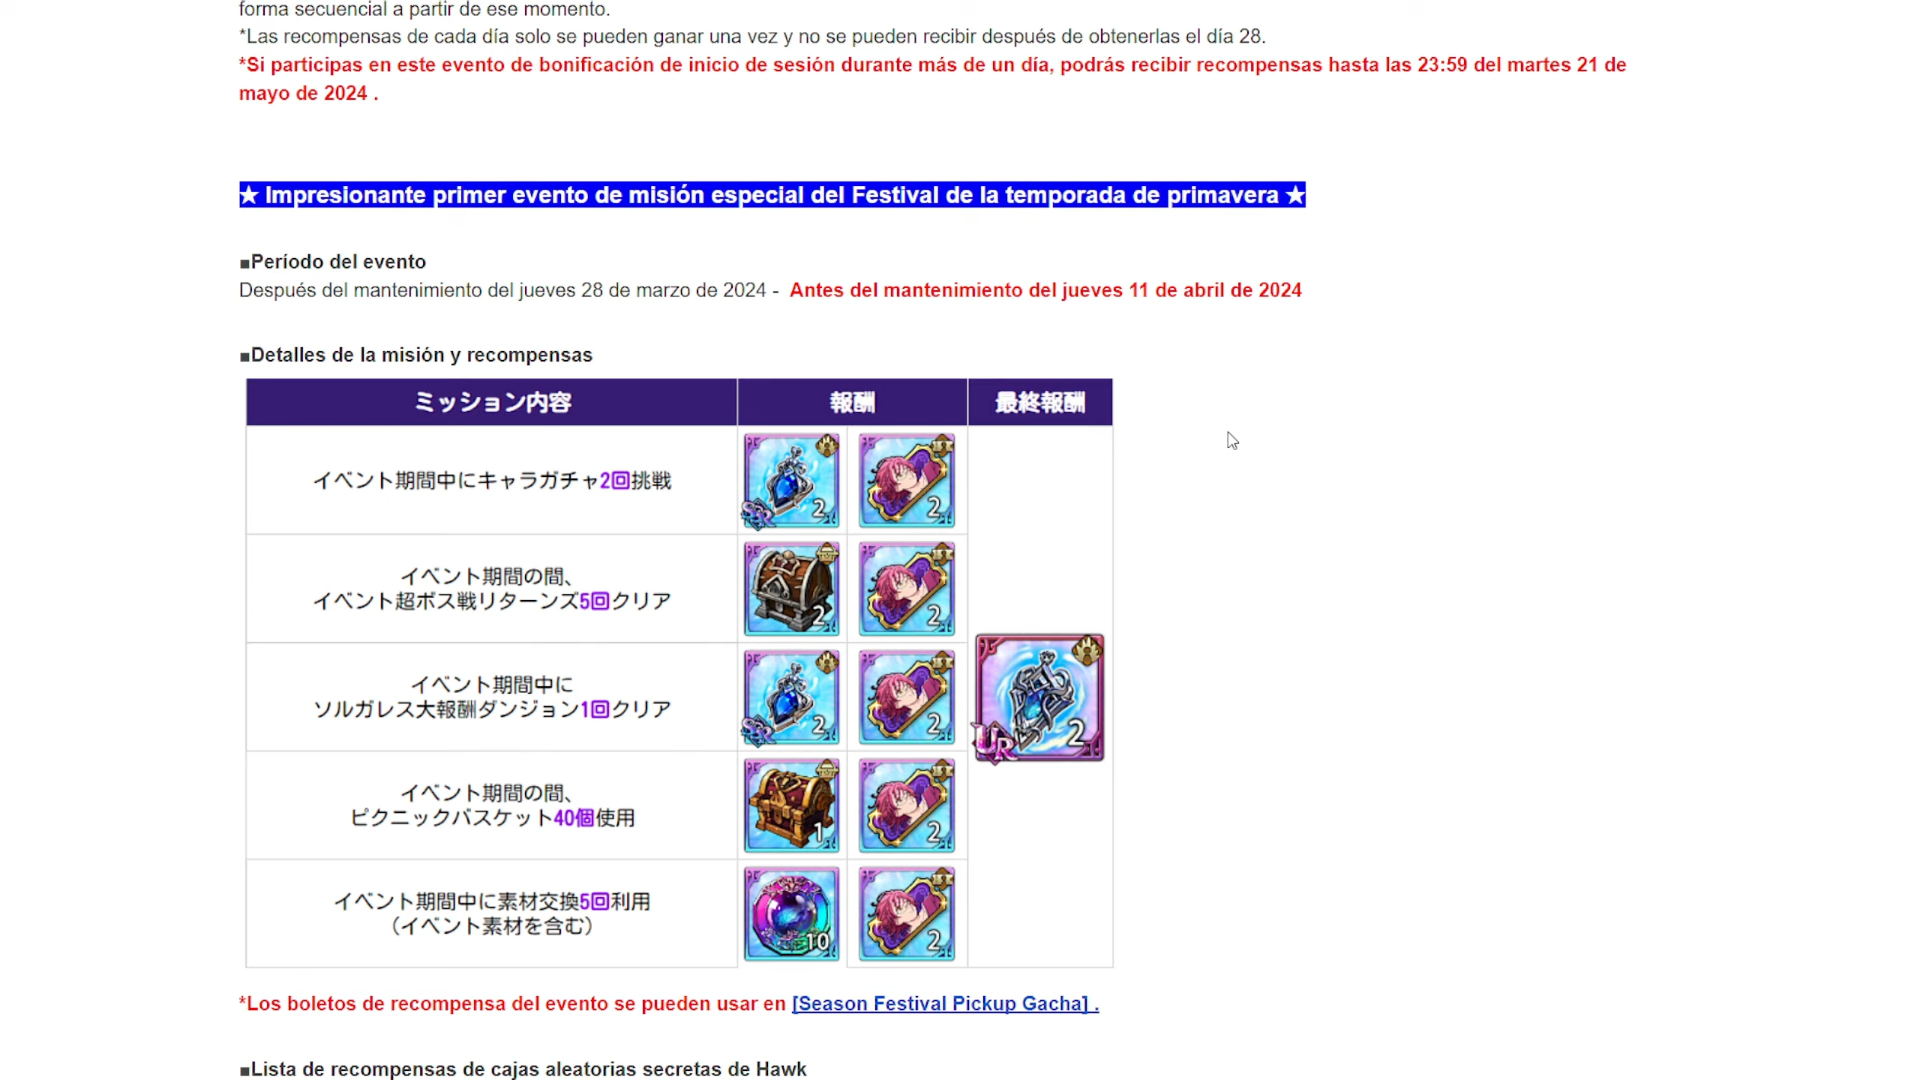 forma secuencial a partir de ese momento.
*Las recompensas de cada día solo se pueden ganar una vez y no se pueden recibir después de obtenerlas el día 28.
*Si participas en este evento de bonificación de inicio de sesión durante más de un día, podrás recibir recompensas hasta las 23:59 del martes 21 de
mayo de 2024 .
★ Impresionante primer evento de misión especial del Festival de la temporada de primavera ★
■Período del evento
Después del mantenimiento del jueves 28 de marzo de 2024 - Antes del mantenimiento del jueves 11 de abril de 2024
■Detalles de la misión y recompensas
ミッション内容 報酬 最終報酬
イベント期間中にキャラガチャ2回挑戦
SSR 2 2
イベント期間の間、
イベント超ボス戦リターンズ5回クリア
2 2
イベント期間中に
ソルガレス大報酬ダンジョン1回クリア
SSR 2 2
UR 2
イベント期間の間、
ピクニックバスケット40個使用
1 2
イベント期間中に素材交換5回利用
（イベント素材を含む）
10 2
*Los boletos de recompensa del evento se pueden usar en [Season Festival Pickup Gacha] .
■Lista de recompensas de cajas aleatorias secretas de Hawk